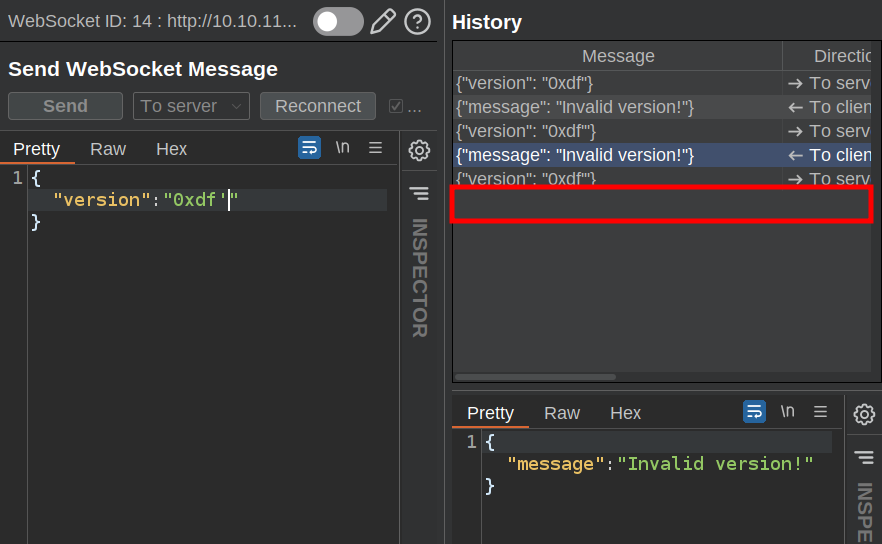 WebSocket ID: 14 : http://10.10.11...
Send WebSocket Message
Send To server Reconnect ...
Pretty Raw Hex \n
1 {
"version":"0xdf'"
}
INSPECTOR
History
Message Directic
{"version": "0xdf"} → To serv
{"message": "Invalid version!"} ← To clien
{"version": "0xdf'"} → To serv
{"message": "Invalid version!"} ← To clien
{"version": "0xdf'"} → To serv
Pretty Raw Hex \n
1 {
"message":"Invalid version!"
}
INSPE